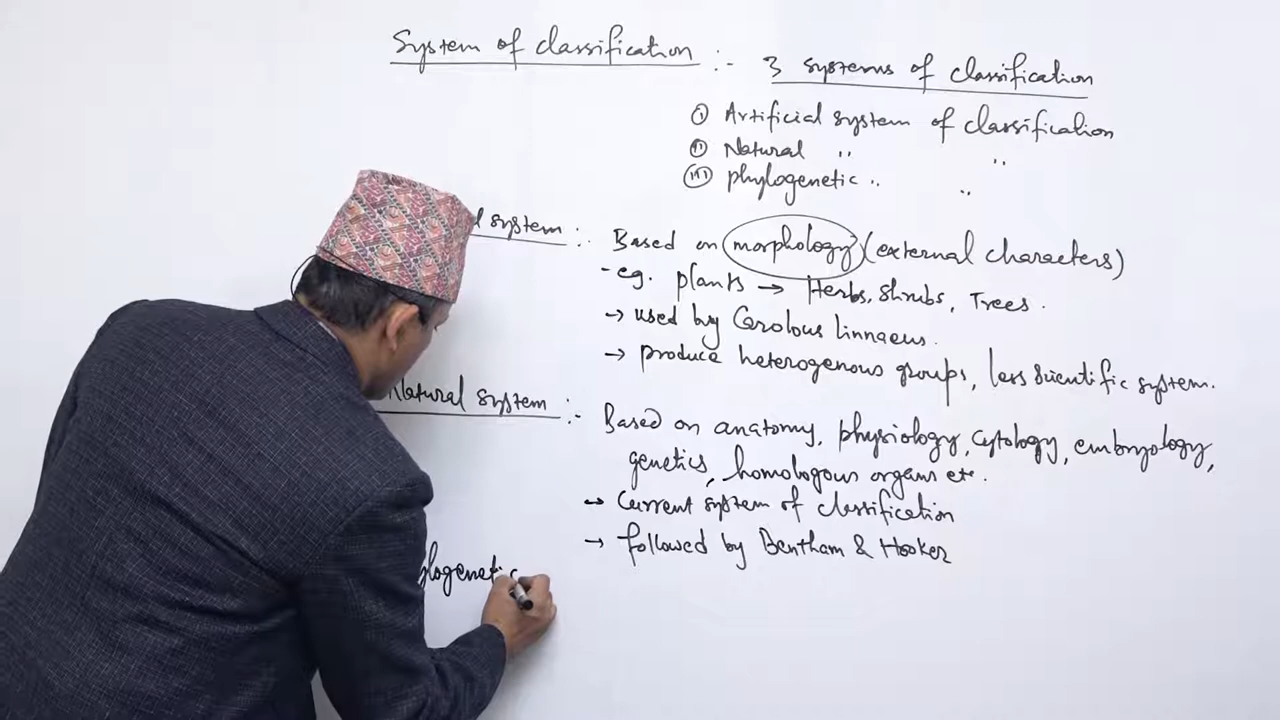 System of classification :- 3 systems of classification
(i) Artificial system of classification
(ii) Natural " "
(iii) phylogenetic " "
system :- Based on morphology (external characters)
- eg. plants → Herbs, shrubs, Trees.
→ used by Carolous linnaeus.
→ produce heterogenous groups, less scientific system.
Natural system :- Based on anatomy, physiology, cytology, embryology,
genetics, homologous organs etc.
→ Current system of classification
→ followed by Bentham & Hooker
ylogenetic